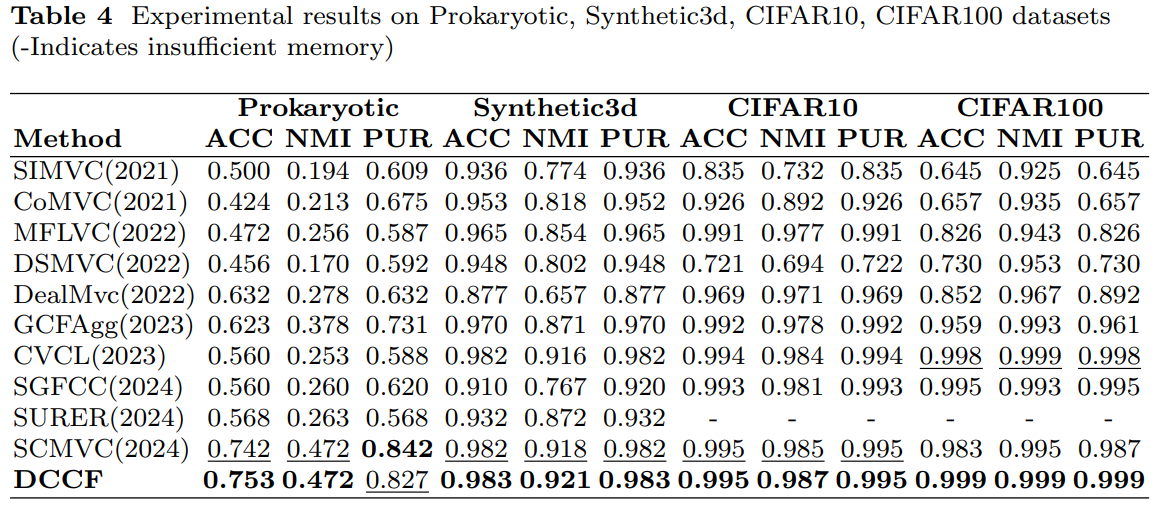 Table 4 Experimental results on Prokaryotic, Synthetic3d, CIFAR10, CIFAR100 datasets
(-Indicates insufficient memory)
Prokaryotic Synthetic3d CIFAR10 CIFAR100
Method ACC NMI PUR ACC NMI PUR ACC NMI PUR ACC NMI PUR
SIMVC(2021) 0.500 0.194 0.609 0.936 0.774 0.936 0.835 0.732 0.835 0.645 0.925 0.645
CoMVC(2021) 0.424 0.213 0.675 0.953 0.818 0.952 0.926 0.892 0.926 0.657 0.935 0.657
MFLVC(2022) 0.472 0.256 0.587 0.965 0.854 0.965 0.991 0.977 0.991 0.826 0.943 0.826
DSMVC(2022) 0.456 0.170 0.592 0.948 0.802 0.948 0.721 0.694 0.722 0.730 0.953 0.730
DealMvc(2022) 0.632 0.278 0.632 0.877 0.657 0.877 0.969 0.971 0.969 0.852 0.967 0.892
GCFAgg(2023) 0.623 0.378 0.731 0.970 0.871 0.970 0.992 0.978 0.992 0.959 0.993 0.961
CVCL(2023) 0.560 0.253 0.588 0.982 0.916 0.982 0.994 0.984 0.994 0.998 0.999 0.998
SGFCC(2024) 0.560 0.260 0.620 0.910 0.767 0.920 0.993 0.981 0.993 0.995 0.993 0.995
SURER(2024) 0.568 0.263 0.568 0.932 0.872 0.932 - - - - - -
SCMVC(2024) 0.742 0.472 0.842 0.982 0.918 0.982 0.995 0.985 0.995 0.983 0.995 0.987
DCCF 0.753 0.472 0.827 0.983 0.921 0.983 0.995 0.987 0.995 0.999 0.999 0.999